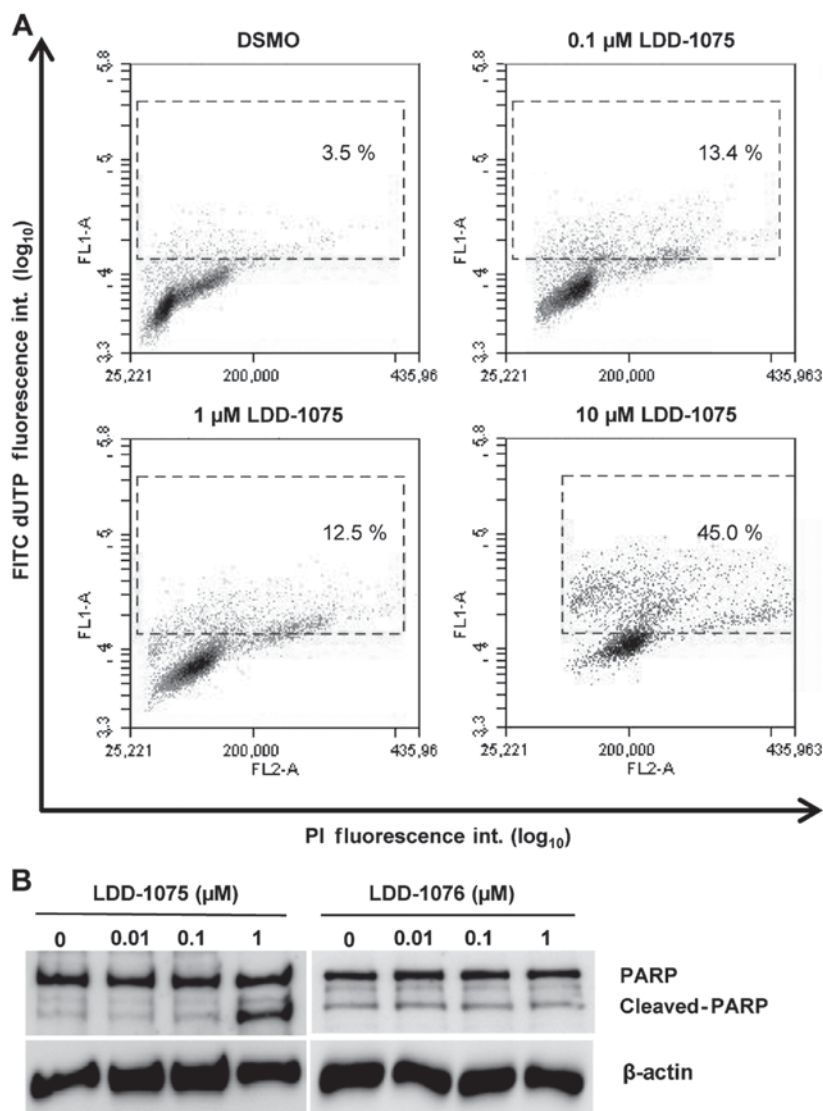 A
DSMO
0.1 µM LDD-1075
3.5 %
13.4 %
FL1-A
FL1-A
25,221 200,000 435,96
25,221 200,000 435,963
1 µM LDD-1075
10 µM LDD-1075
12.5 %
45.0 %
FL1-A
FL1-A
25,221 200,000 435,96
25,221 200,000 435,963
FL2-A
FL2-A
FITC dUTP fluorescence int. (log10)
PI fluorescence int. (log10)
B
LDD-1075 (µM)
LDD-1076 (µM)
0 0.01 0.1 1
0 0.01 0.1 1
PARP
Cleaved-PARP
β-actin